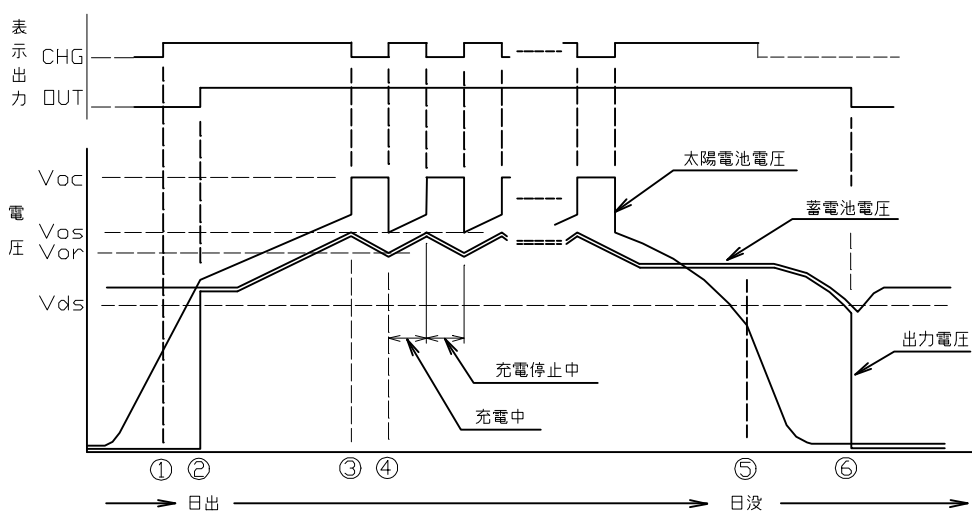 表示出力
CHG
OUT
電圧
Voc
Vos
Vor
Vds
太陽電池電圧
蓄電池電圧
出力電圧
充電停止中
充電中
① ② ③ ④ ⑤ ⑥
日出 日没